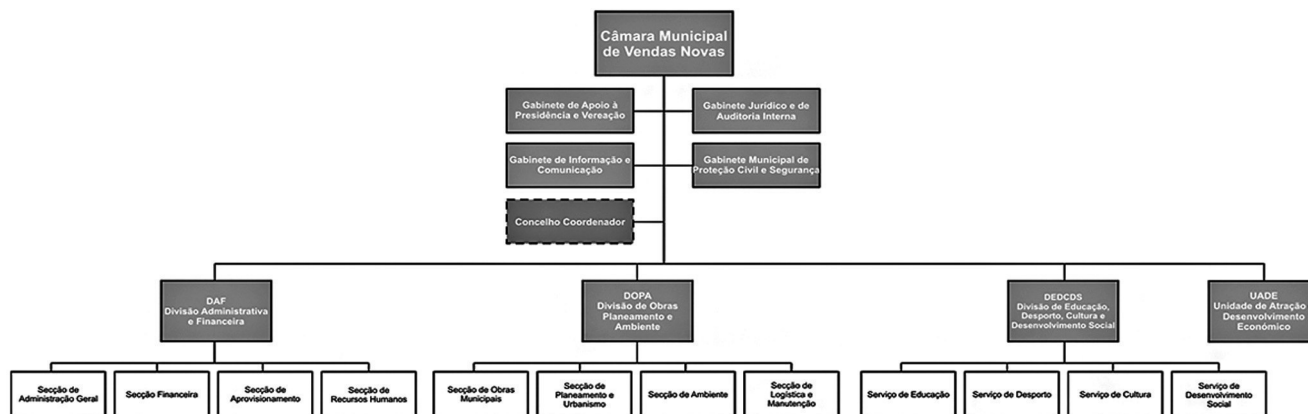 Câmara Municipal
de Vendas Novas
Gabinete de Apoio à
Presidência e Vereação
Gabinete Jurídico e de
Auditoria Interna
Gabinete de Informação e
Comunicação
Gabinete Municipal de
Proteção Civil e Segurança
Concelho Coordenador
DAF
Divisão Administrativa
e Financeira
DOPA
Divisão de Obras
Planeamento e
Ambiente
DEDCDS
Divisão de Educação,
Desporto, Cultura e
Desenvolvimento Social
UADE
Unidade de Atração e
Desenvolvimento
Económico
Secção de
Administração Geral
Secção Financeira
Secção de
Aprovisionamento
Secção de
Recursos Humanos
Secção de Obras
Municipais
Secção de
Planeamento e
Urbanismo
Secção de Ambiente
Secção de
Logística e
Manutenção
Serviço de Educação
Serviço de Desporto
Serviço de Cultura
Serviço de
Desenvolvimento
Social